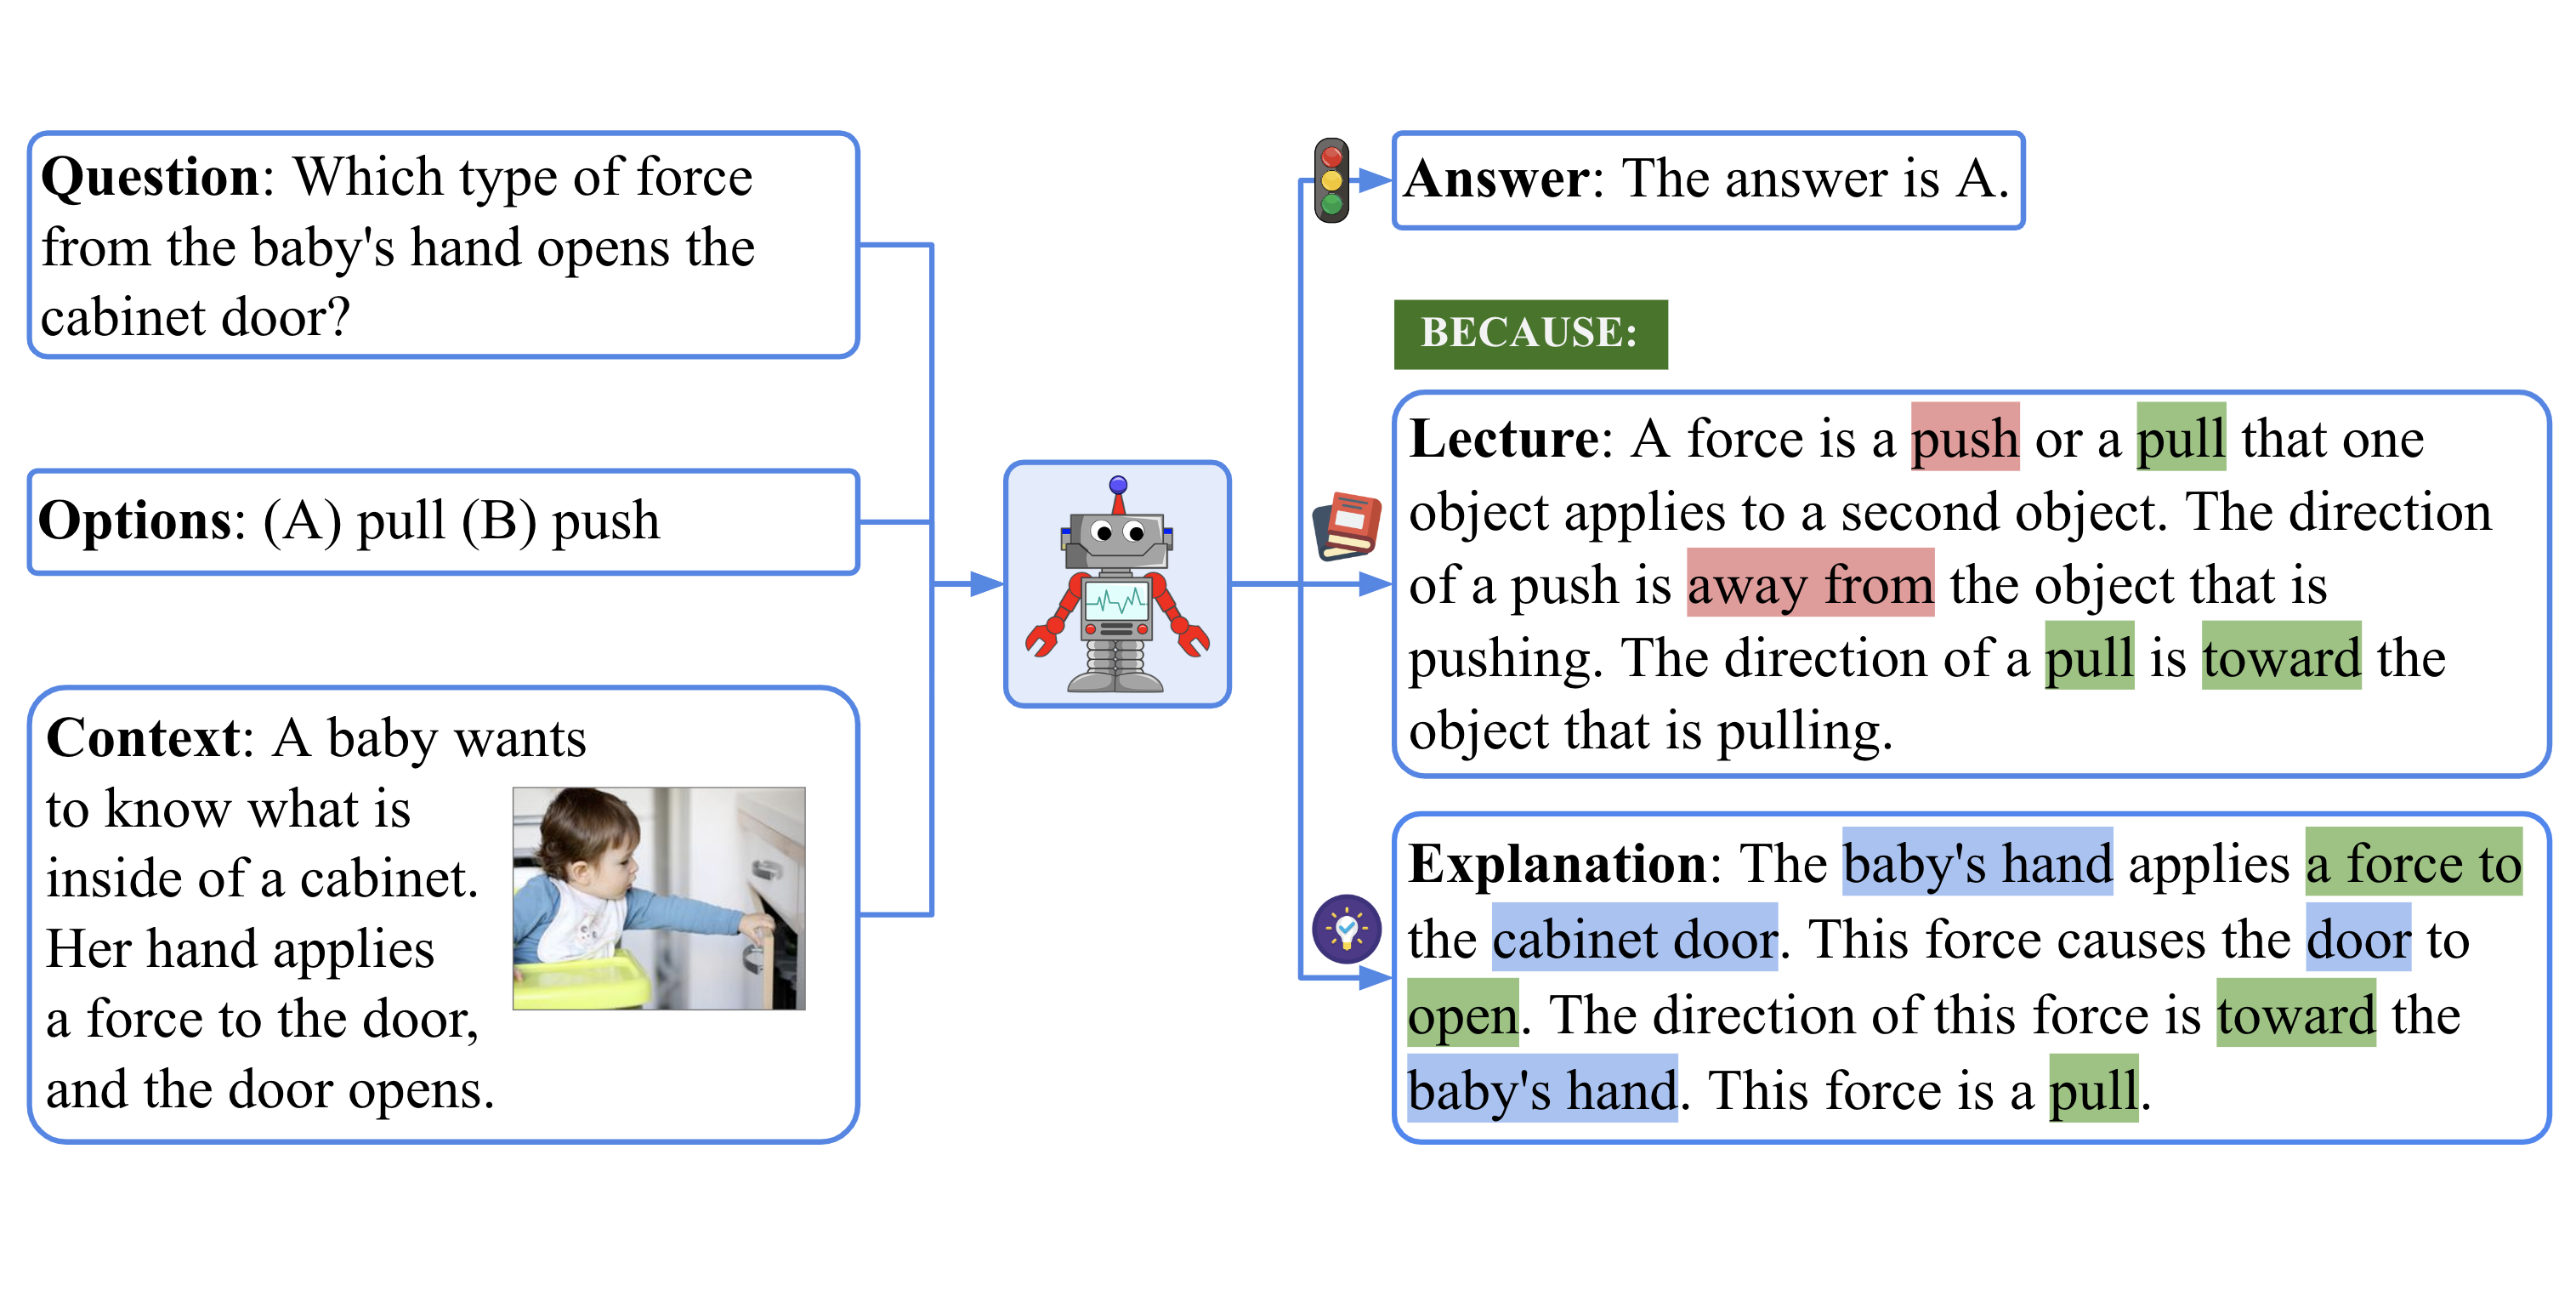 Question: Which type of force
from the baby's hand opens the
cabinet door?
Options: (A) pull (B) push
Context: A baby wants
to know what is
inside of a cabinet.
Her hand applies
a force to the door,
and the door opens.
Answer: The answer is A.
BECAUSE:
Lecture: A force is a push or a pull that one
object applies to a second object. The direction
of a push is away from the object that is
pushing. The direction of a pull is toward the
object that is pulling.
Explanation: The baby's hand applies a force to
the cabinet door. This force causes the door to
open. The direction of this force is toward the
baby's hand. This force is a pull.